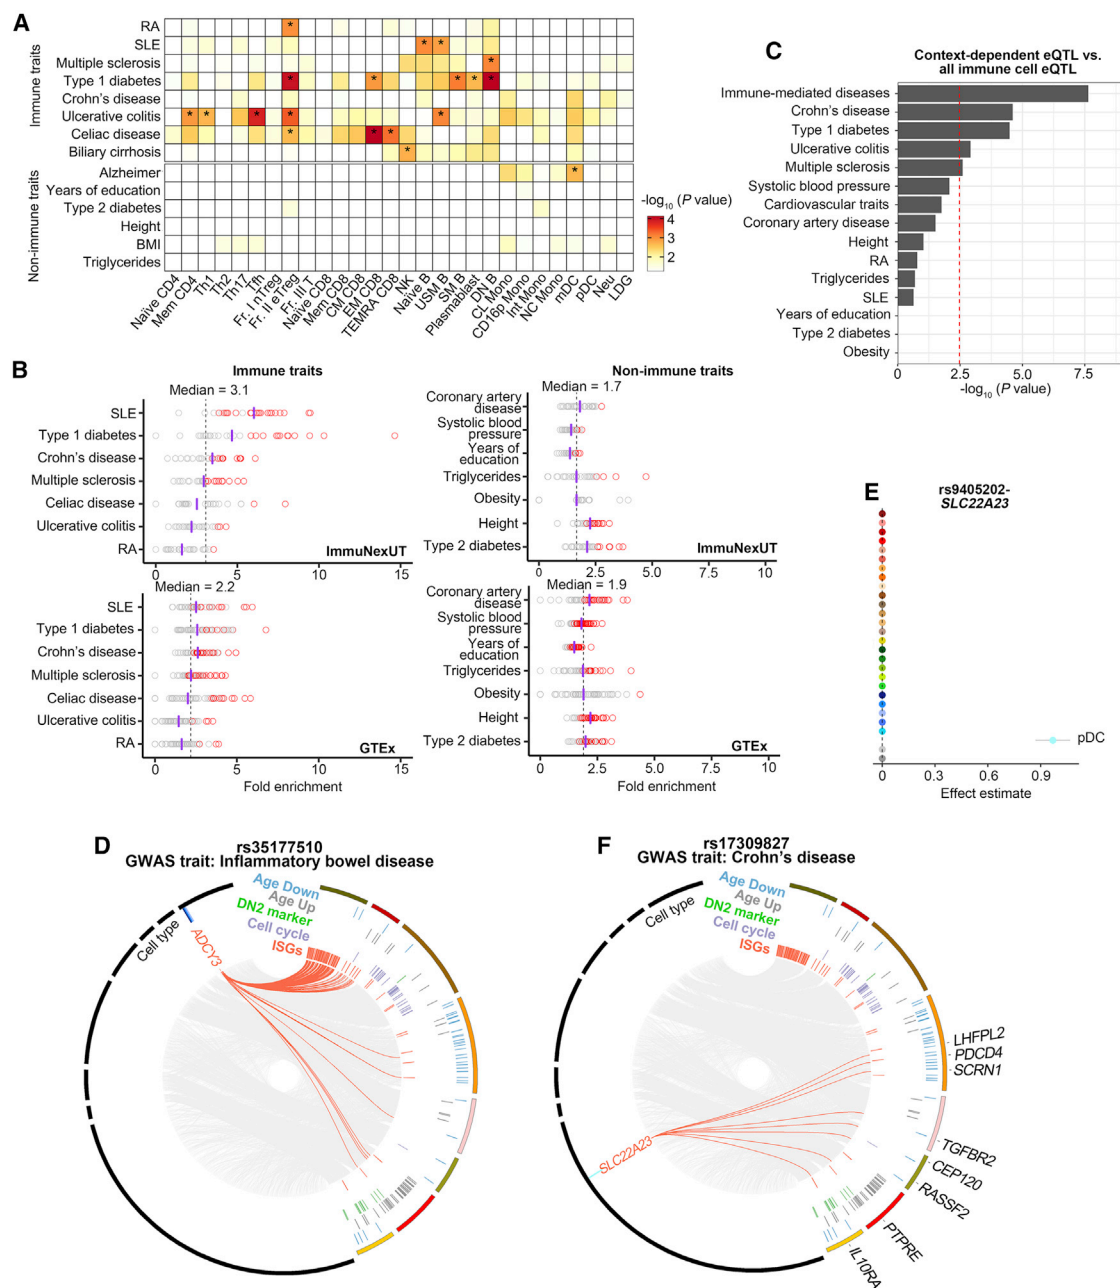 A
Immune traits
Non-immune traits
RA
SLE
Multiple sclerosis
Type 1 diabetes
Crohn's disease
Ulcerative colitis
Celiac disease
Biliary cirrhosis
Alzheimer
Years of education
Type 2 diabetes
Height
BMI
Triglycerides
Naïve CD4
Mem CD4
Th1
Th2
Th17
Tfh
Fr. I nTreg
Fr. II eTreg
Fr. III T
Naïve CD8
Mem CD8
CM CD8
EM CD8
TEMRA CD8
NK
Naïve B
USM B
SM B
Plasmablast
DN B
CL Mono
CD16p Mono
Int Mono
NC Mono
mDC
pDC
Neu
LDG
-log10 (P value)
4
3
2
B
Immune traits
Median = 3.1
SLE
Type 1 diabetes
Crohn's disease
Multiple sclerosis
Celiac disease
Ulcerative colitis
RA
ImmuNexUT
0 5 10 15
Median = 2.2
SLE
Type 1 diabetes
Crohn's disease
Multiple sclerosis
Celiac disease
Ulcerative colitis
RA
GTEx
0 5 10 15
Fold enrichment
Non-immune traits
Median = 1.7
Coronary artery
disease
Systolic blood
pressure
Years of
education
Triglycerides
Obesity
Height
Type 2 diabetes
ImmuNexUT
0 2.5 5.0 7.5 10
Median = 1.9
Coronary artery
disease
Systolic blood
pressure
Years of
education
Triglycerides
Obesity
Height
Type 2 diabetes
GTEx
0 2.5 5.0 7.5 10
Fold enrichment
C
Context-dependent eQTL vs.
all immune cell eQTL
Immune-mediated diseases
Crohn's disease
Type 1 diabetes
Ulcerative colitis
Multiple sclerosis
Systolic blood pressure
Cardiovascular traits
Coronary artery disease
Height
RA
Triglycerides
SLE
Years of education
Type 2 diabetes
Obesity
0 2.5 5.0 7.5
-log10 (P value)
E
rs9405202-
SLC22A23
pDC
0 0.3 0.6 0.9
Effect estimate
D
rs35177510
GWAS trait: Inflammatory bowel disease
Age Down
Age Up
DN2 marker
Cell cycle
ISGs
Cell type
ADCY3
F
rs17309827
GWAS trait: Crohn's disease
Age Down
Age Up
DN2 marker
Cell cycle
ISGs
Cell type
SLC22A23
LHFPL2
PDCD4
SCRN1
TGFBR2
CEP120
RASSF2
PTPRE
IL10RA